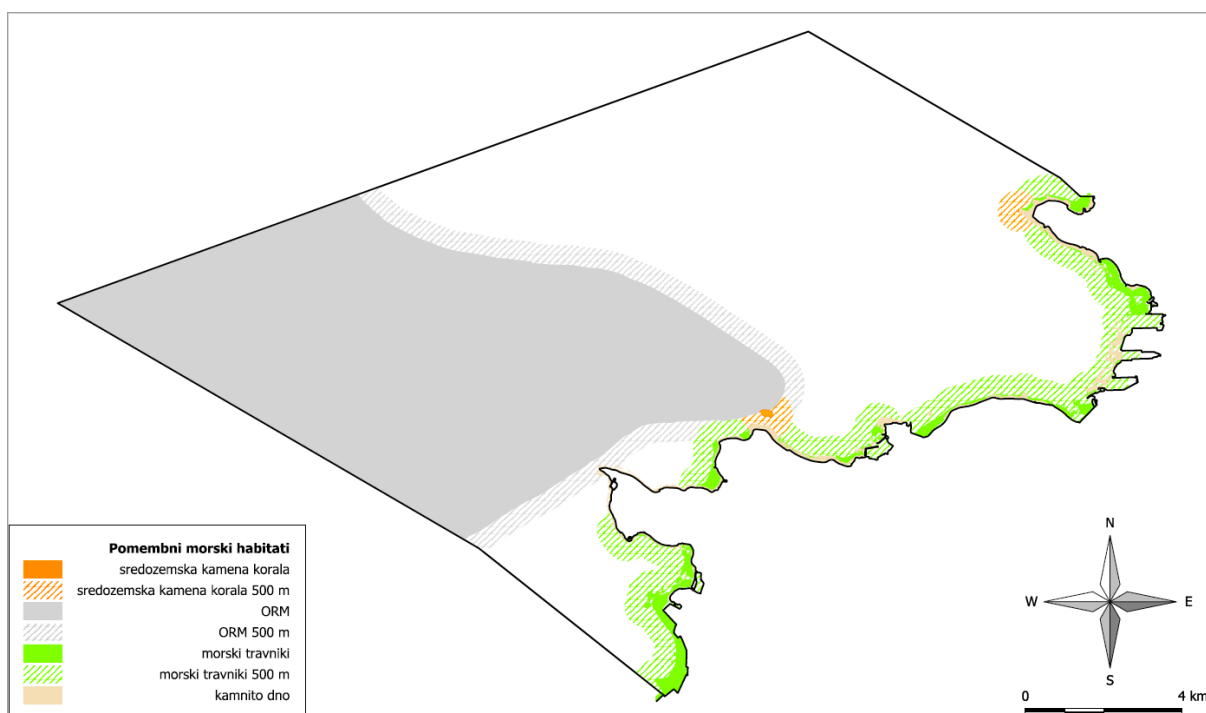 Pomembni morski habitati
sredozemska kamena korala
sredozemska kamena korala 500 m
ORM
ORM 500 m
morski travniki
morski travniki 500 m
kamnito dno
N
W E
S
0 4 km